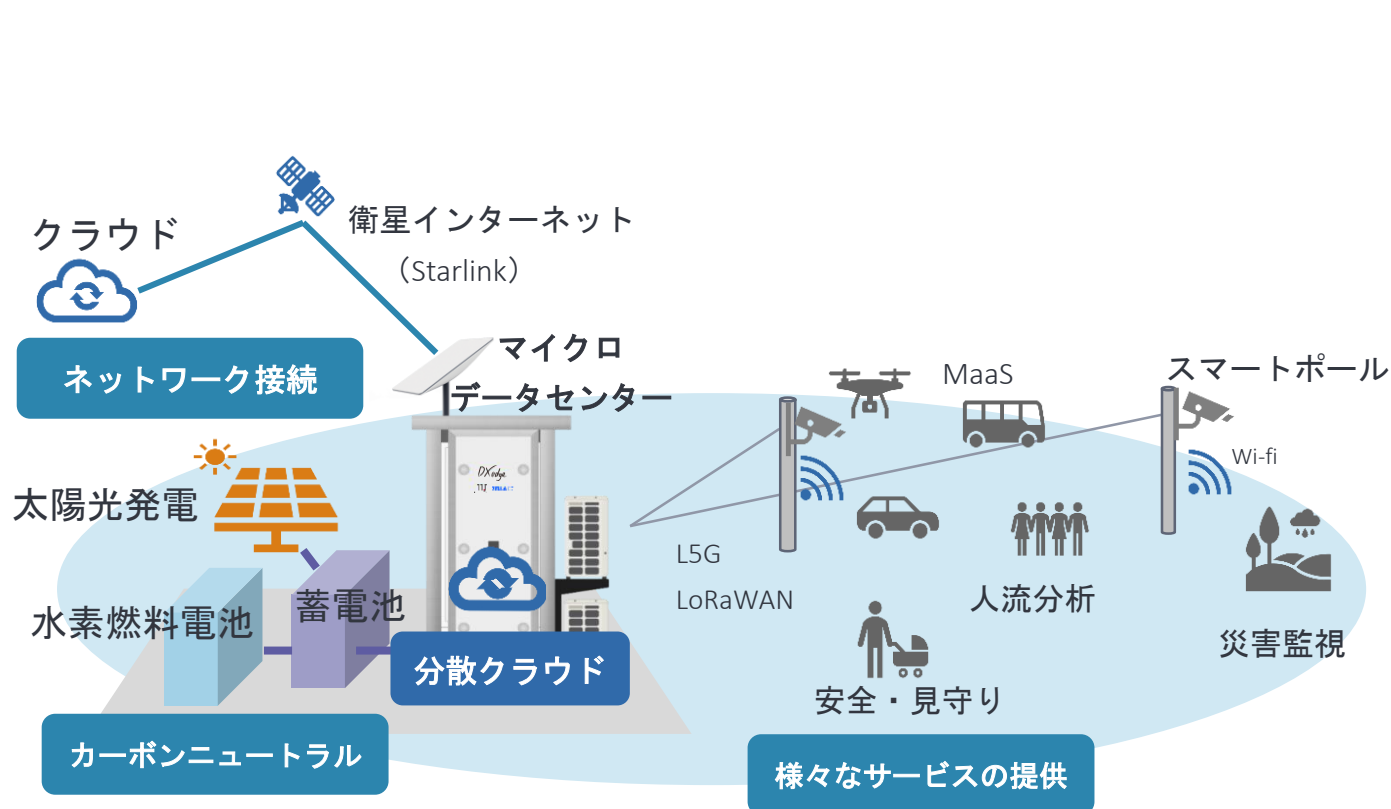 クラウド
衛星インターネット
（Starlink）
ネットワーク接続
マイクロ
データセンター
MaaS
スマートポール
Wi-fi
太陽光発電
DXedge
L5G
LoRaWAN
水素燃料電池
蓄電池
人流分析
災害監視
分散クラウド
安全・見守り
カーボンニュートラル
様々なサービスの提供